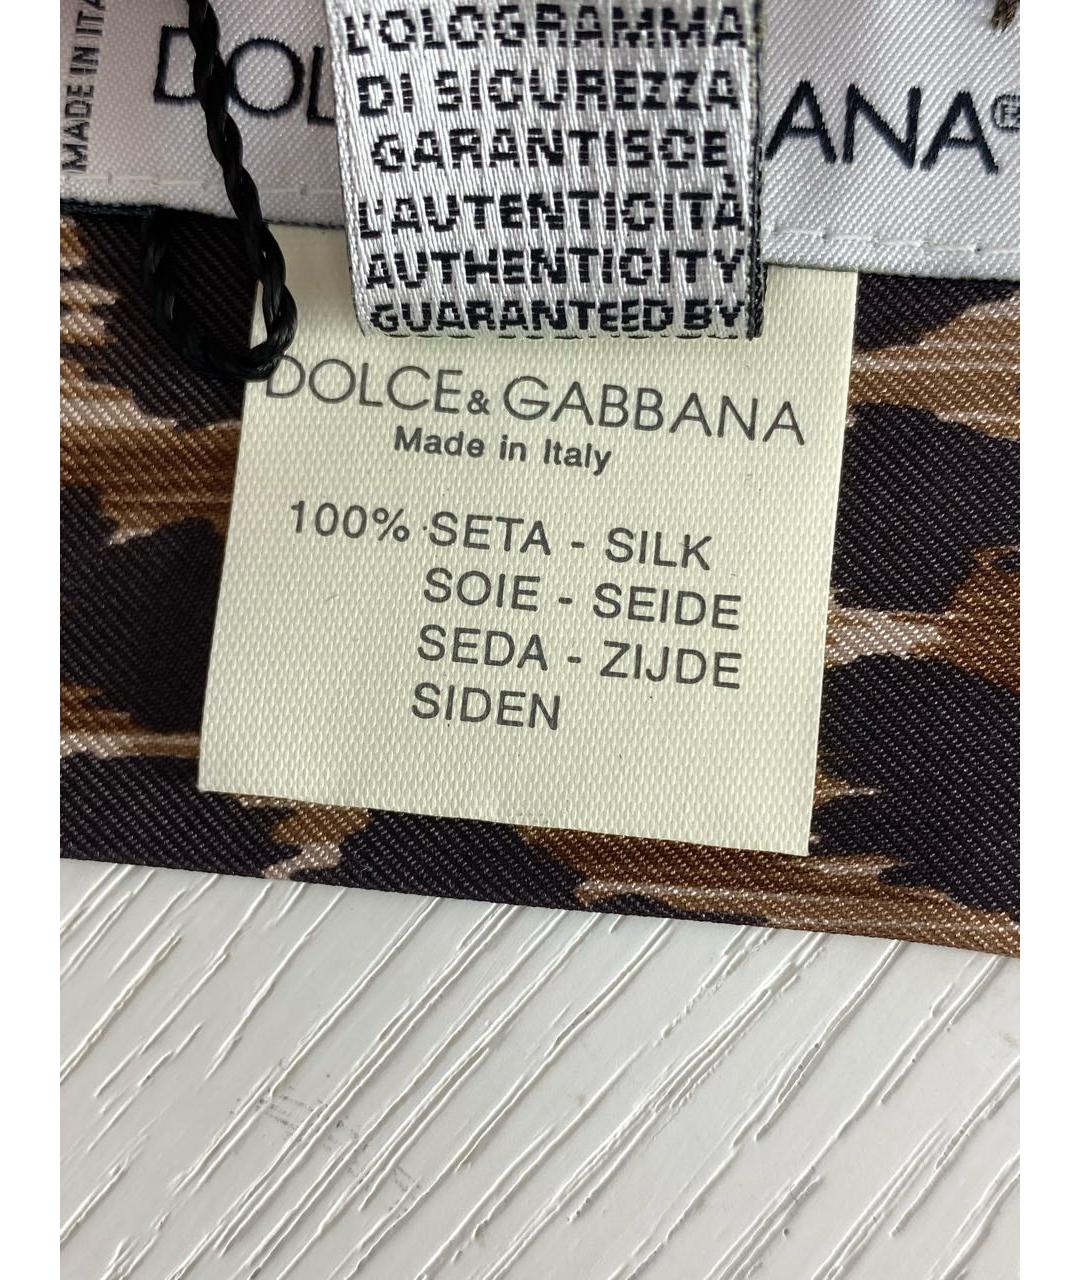 MADE IN ITA
DOL
ANA®
L'OLOGRAMMA
DI SICUREZZA
GARANTISCE
L'AUTENTICITÀ
AUTHENTICITY
GUARANTEED BY
DOLCE & GABBANA
Made in Italy
100% SETA - SILK
SOIE - SEIDE
SEDA - ZIJDE
SIDEN